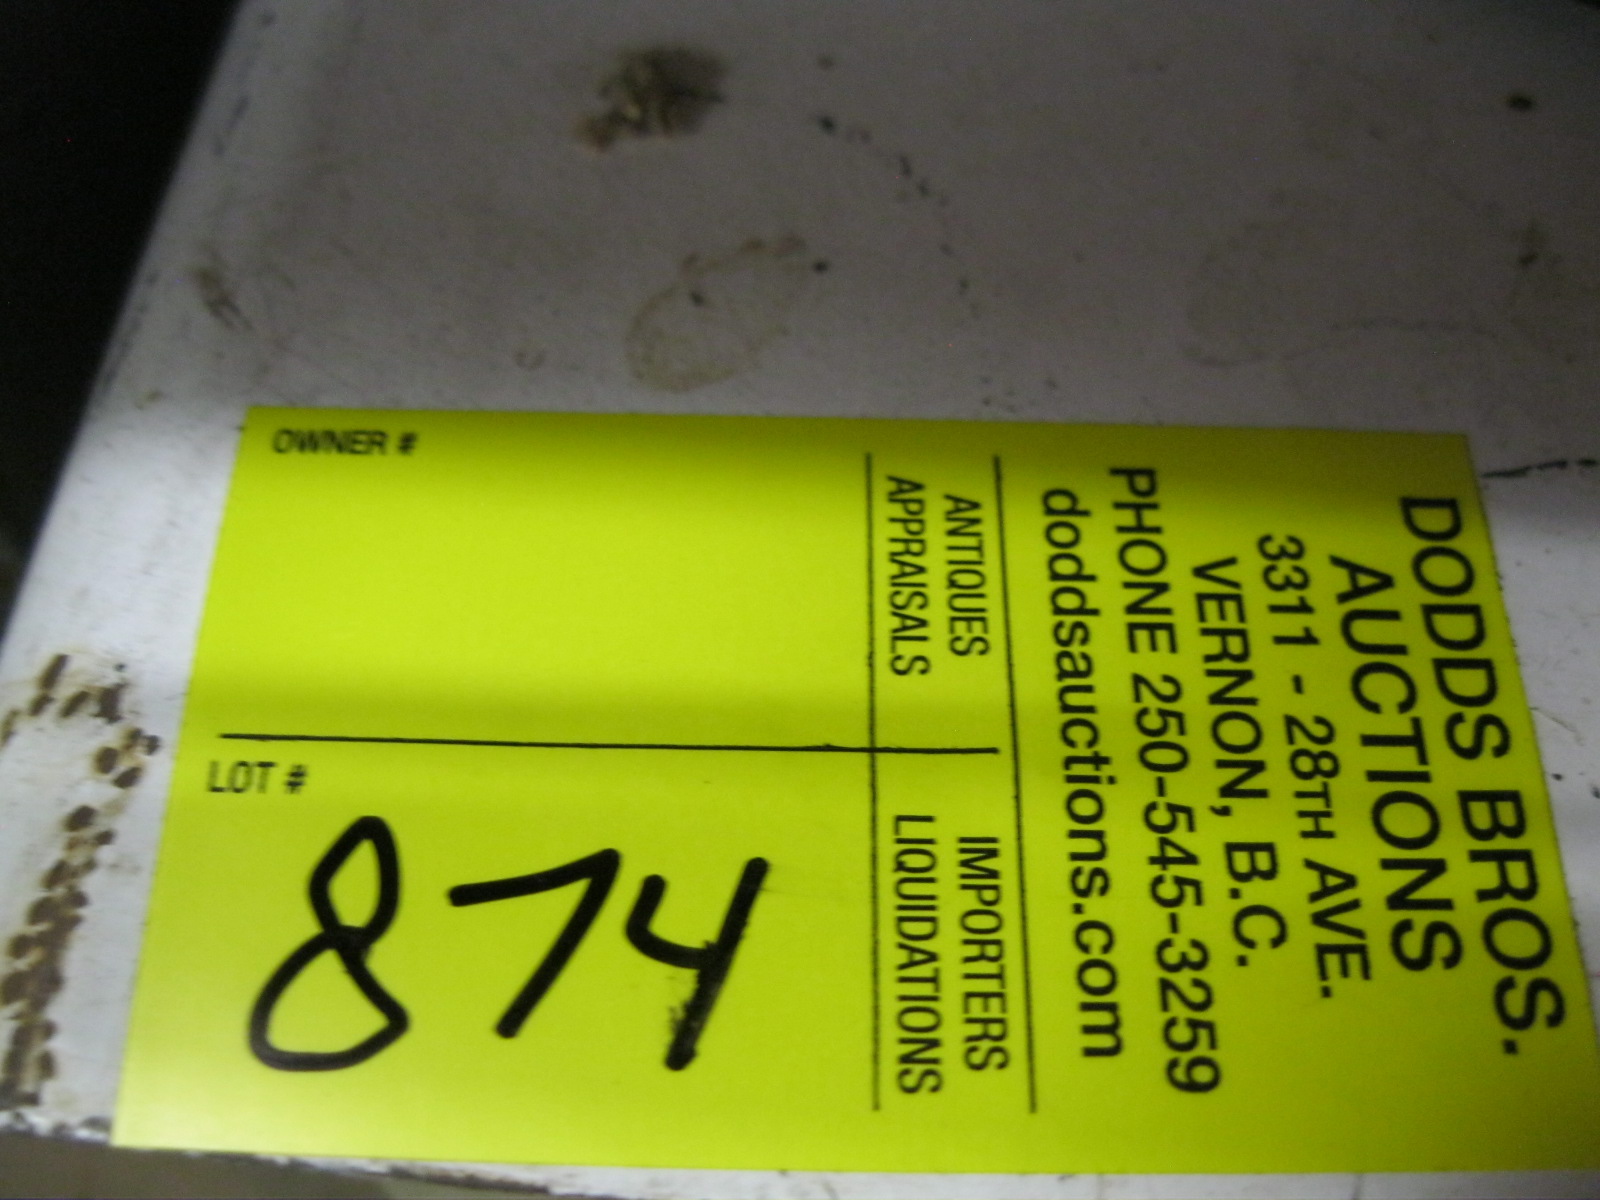 DODDS BROS.
AUCTIONS
3311 - 28TH AVE.
VERNON, B.C.
PHONE 250-545-3259
doddsauctions.com
ANTIQUES
APPRAISALS
IMPORTERS
LIQUIDATIONS
OWNER #
LOT #
874